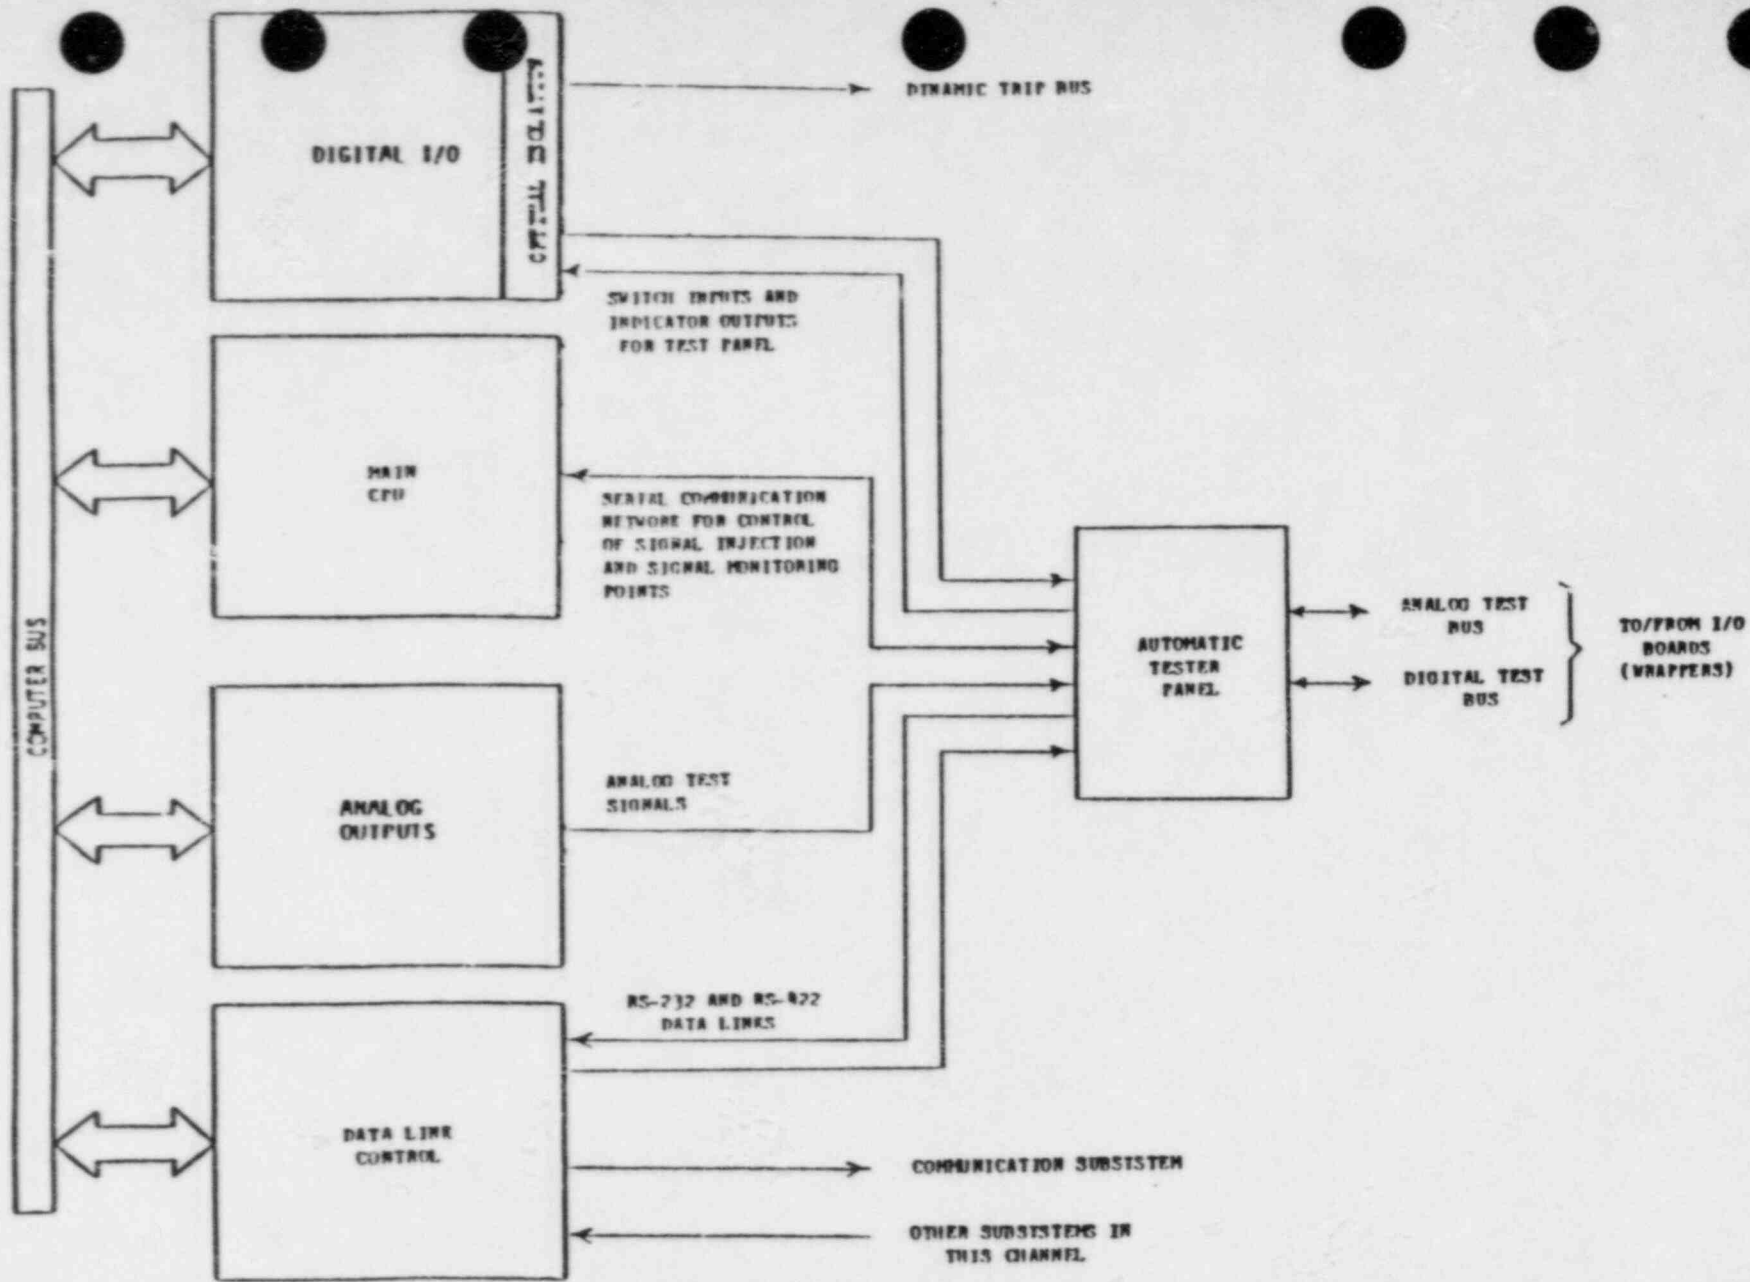 DYNAMIC TRIP BUS
DIGITAL I/O
OPTICAL ISOLATION
SWITCH INPUTS AND
INDICATOR OUTPUTS
FOR TEST PANEL
MAIN
CPU
SERIAL COMMUNICATION
NETWORK FOR CONTROL
OF SIGNAL INJECTION
AND SIGNAL MONITORING
POINTS
COMPUTER BUS
AUTOMATIC
TESTER
PANEL
ANALOG TEST
BUS
DIGITAL TEST
BUS
TO/FROM I/O
BOARDS
(WRAPPERS)
ANALOG
OUTPUTS
ANALOG TEST
SIGNALS
RS-232 AND RS-422
DATA LINKS
DATA LINK
CONTROL
COMMUNICATION SUBSYSTEM
OTHER SUBSYSTEMS IN
THIS CHANNEL